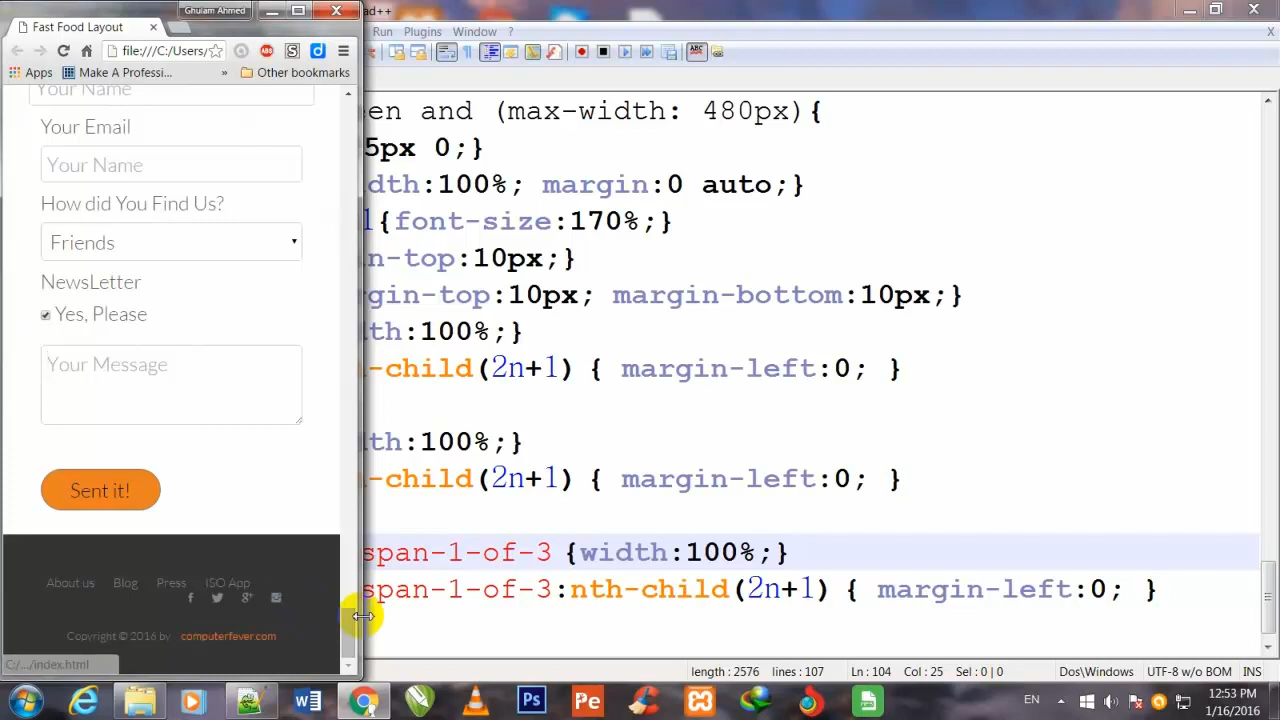 Ghulam Ahmed
Fast Food Layout
file:///C:/Users/
Apps
Make A Professi...
»
Other bookmarks
Your Name
Your Email
Your Name
How did You Find Us?
Friends
NewsLetter
Yes, Please
Your Message
Sent it!
About us Blog Press ISO App
Copyright © 2016 by computerfever.com
C:/.../index.html
ad++
Run Plugins Window ?
X
en and (max-width: 480px){
5px 0;}
dth:100%; margin:0 auto;}
1{font-size:170%;}
in-top:10px;}
rgin-top:10px; margin-bottom:10px;}
th:100%;}
-child(2n+1) { margin-left:0; }
dth:100%;}
-child(2n+1) { margin-left:0; }
span-1-of-3 {width:100%;}
span-1-of-3:nth-child(2n+1) { margin-left:0; }
length : 2576 lines : 107
Ln : 104 Col : 25 Sel : 0 | 0
Dos\Windows
UTF-8 w/o BOM
INS
EN
12:53 PM
1/16/2016